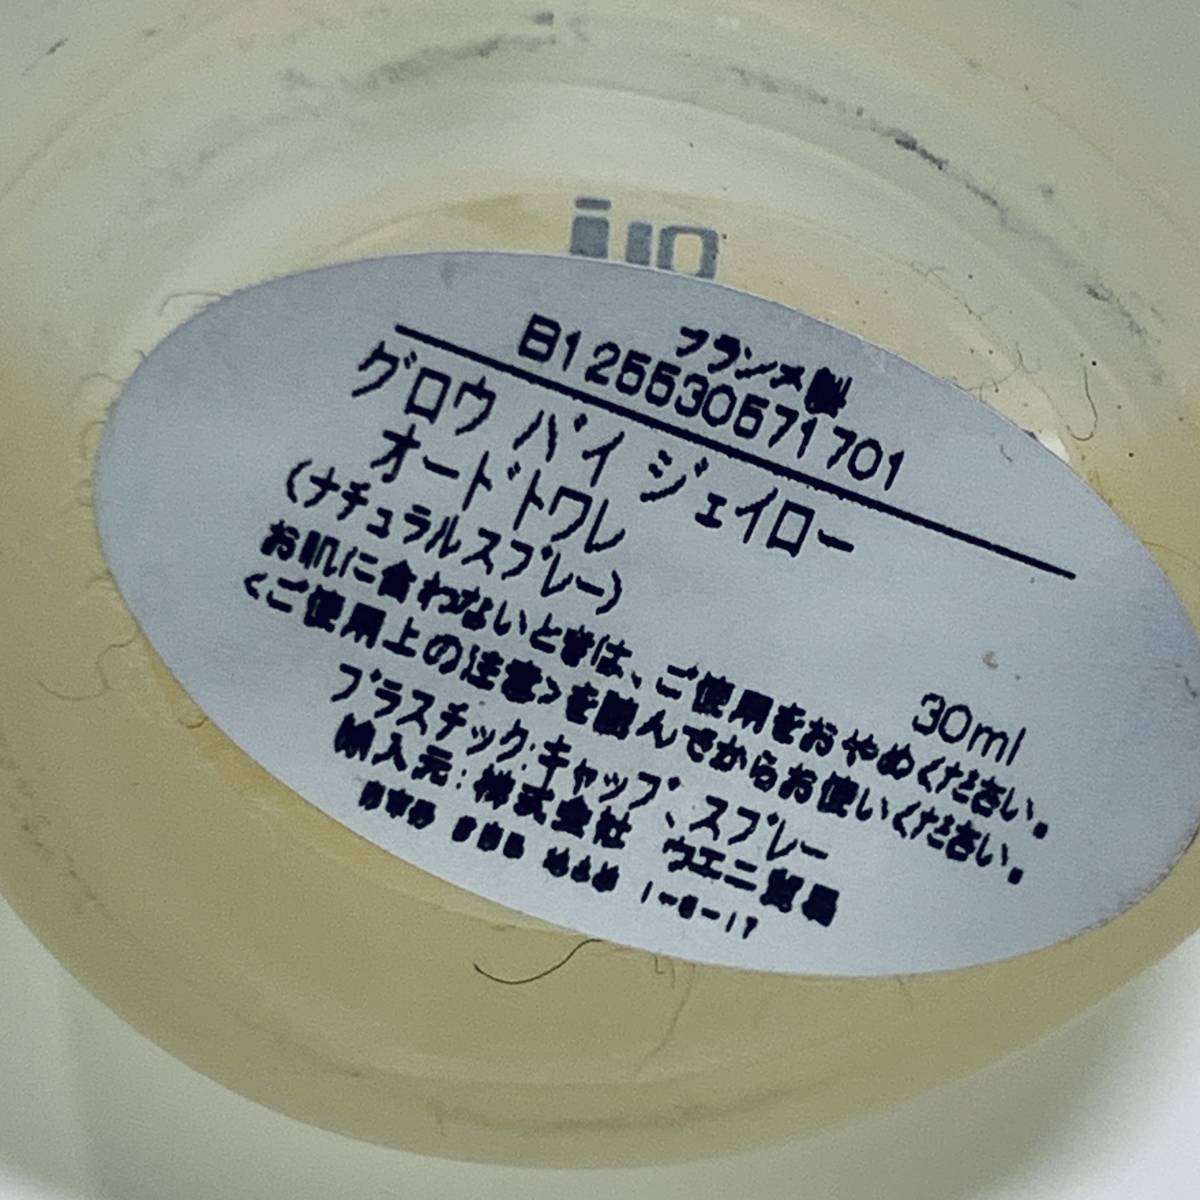 フランス製
B125530571701
グロウ バイ ジェイロー
オードトワレ
(ナチュラルスプレー)
30ml
お肌に合わないときは、ご使用をおやめください。
<ご使用上の注意>を読んでからお使いください。
プラスチック:キャップ、スプレー
輸入元:株式会社 ウエニ貿易